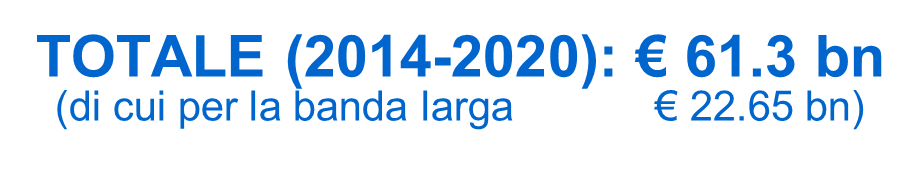 TOTALE (2014-2020): € 61.3 bn
(di cui per la banda larga € 22.65 bn)